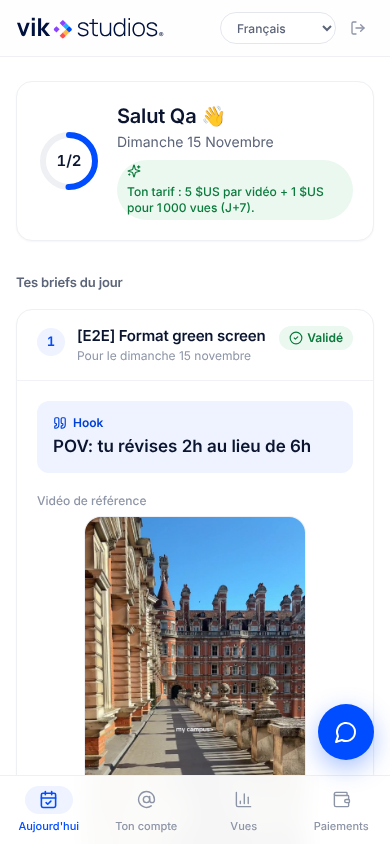 vik studios®
Français
1/2
Salut Qa 👋
Dimanche 15 Novembre
Ton tarif : 5 $US par vidéo + 1 $US
pour 1000 vues (J+7).
Tes briefs du jour
1
[E2E] Format green screen
Validé
Pour le dimanche 15 novembre
Hook
POV: tu révises 2h au lieu de 6h
Vidéo de référence
my campus>
Aujourd'hui
Ton compte
Vues
Paiements